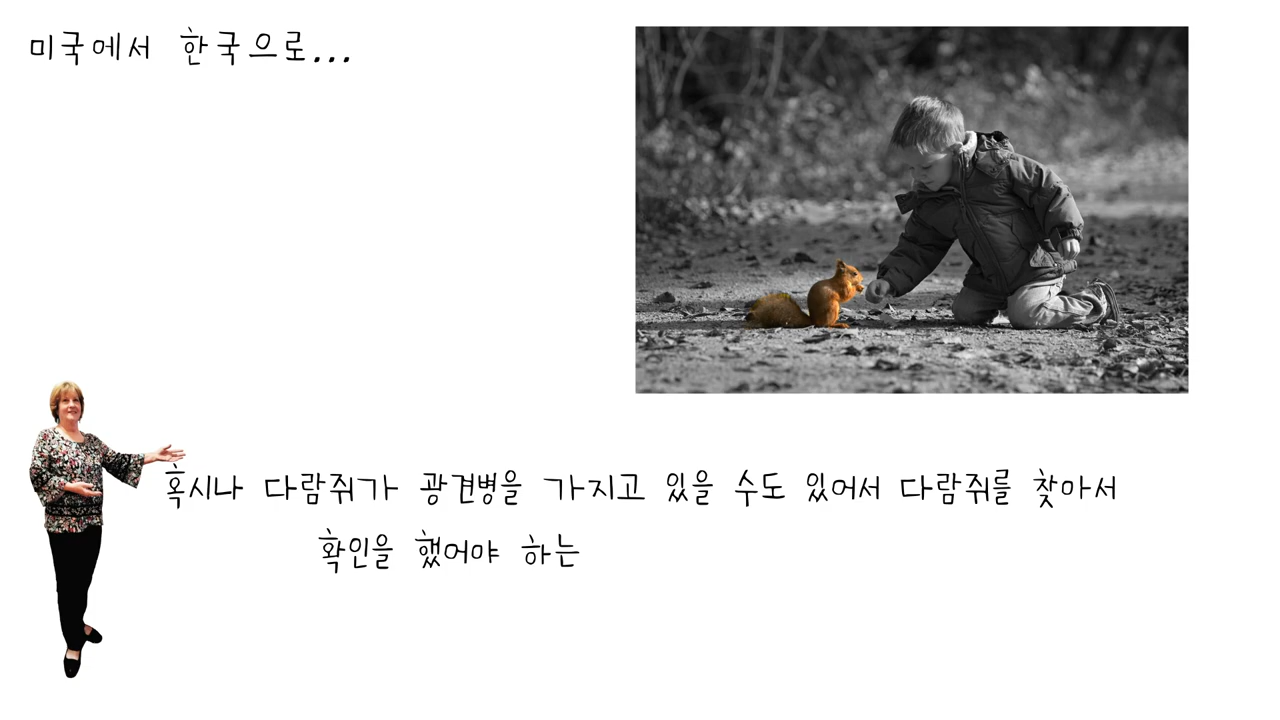 미국에서 한국으로...
혹시나 다람쥐가 광견병을 가지고 있을 수도 있어서 다람쥐를 찾아서
확인을 했어야 하는